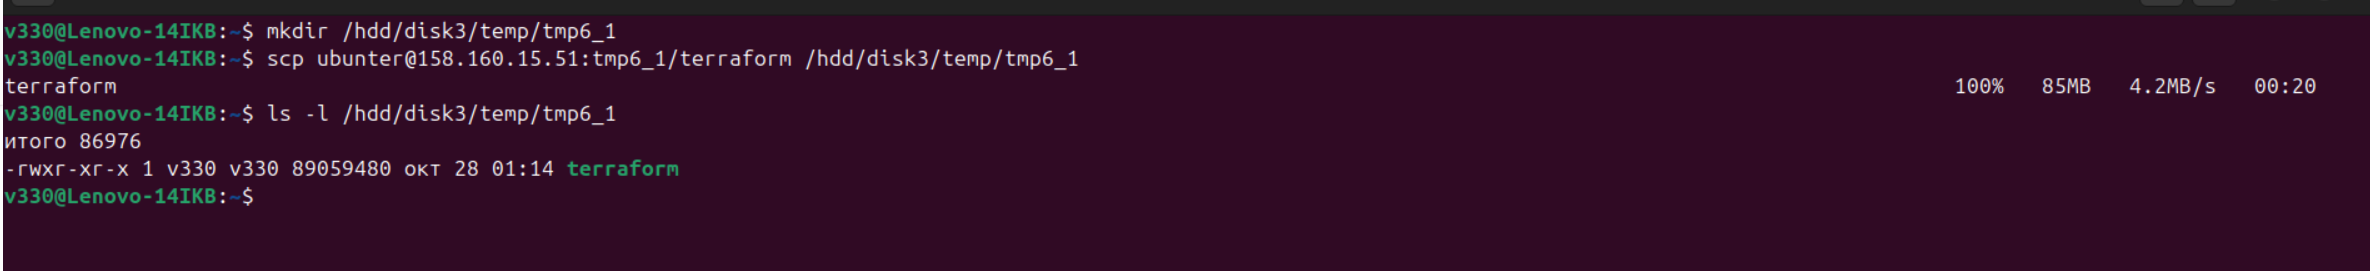 v330@Lenovo-14IKB:~$ mkdir /hdd/disk3/temp/tmp6_1
v330@Lenovo-14IKB:~$ scp ubunter@158.160.15.51:tmp6_1/terraform /hdd/disk3/temp/tmp6_1
terraform 100% 85MB 4.2MB/s 00:20
v330@Lenovo-14IKB:~$ ls -l /hdd/disk3/temp/tmp6_1
итого 86976
-rwxr-xr-x 1 v330 v330 89059480 окт 28 01:14 terraform
v330@Lenovo-14IKB:~$